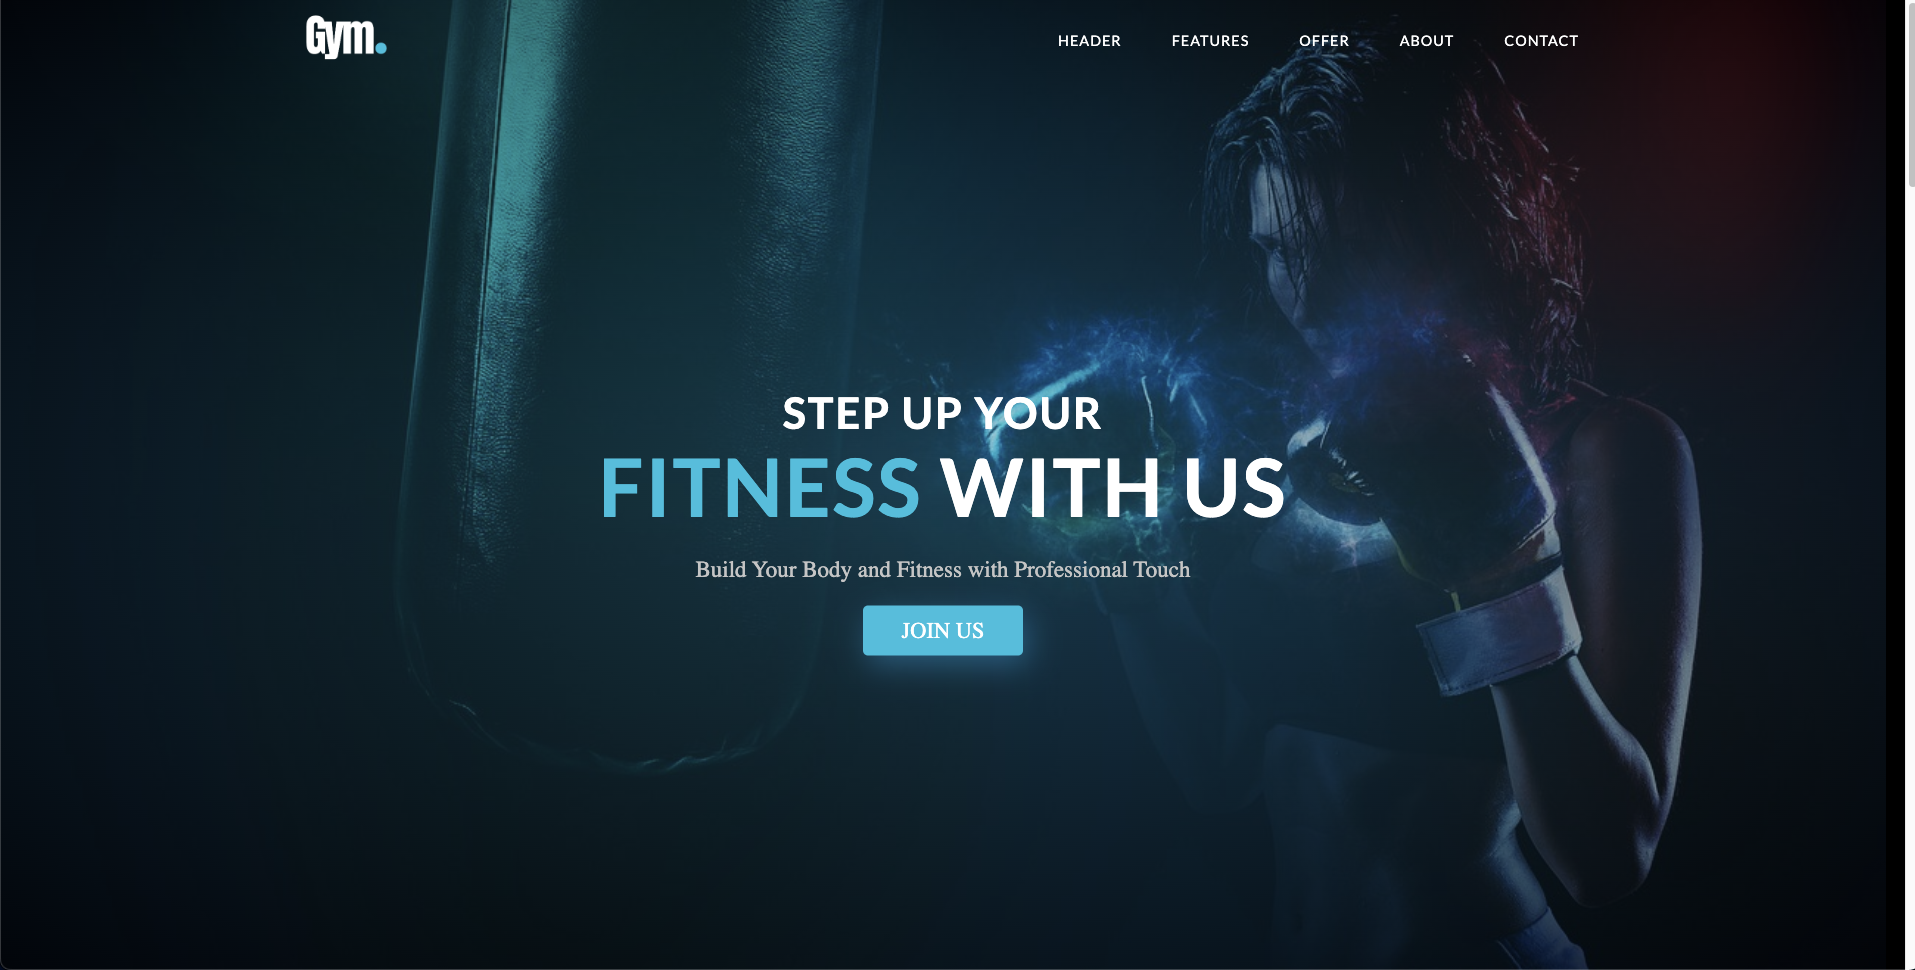 Gym.
HEADER FEATURES OFFER ABOUT CONTACT
STEP UP YOUR
FITNESS WITH US
Build Your Body and Fitness with Professional Touch
JOIN US